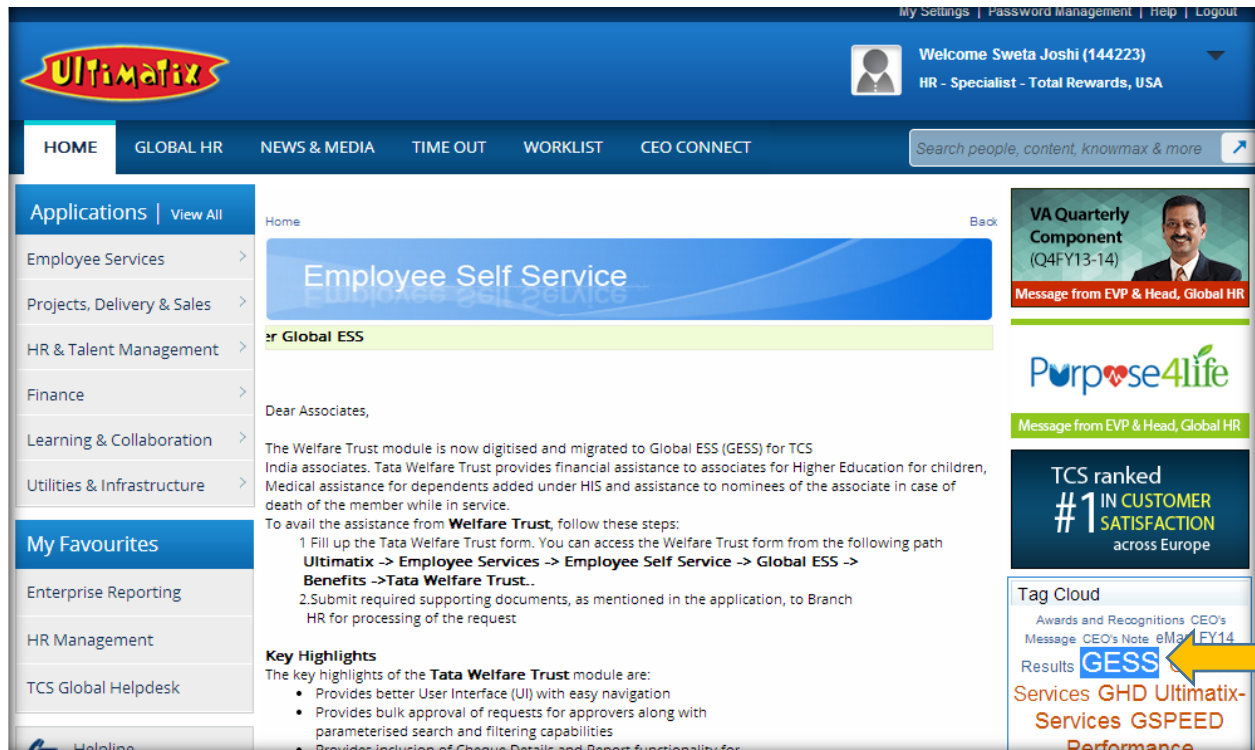 My Settings | Password Management | Help | Logout
Ultimatix
Welcome Sweta Joshi (144223)
HR - Specialist - Total Rewards, USA
HOME GLOBAL HR NEWS & MEDIA TIME OUT WORKLIST CEO CONNECT
Search people, content, knowmax & more
Applications | View All
Employee Services
Projects, Delivery & Sales
HR & Talent Management
Finance
Learning & Collaboration
Utilities & Infrastructure
My Favourites
Enterprise Reporting
HR Management
TCS Global Helpdesk
Helpline
Home Back
Employee Self Service
er Global ESS
Dear Associates,
The Welfare Trust module is now digitised and migrated to Global ESS (GESS) for TCS
India associates. Tata Welfare Trust provides financial assistance to associates for Higher Education for children,
Medical assistance for dependents added under HIS and assistance to nominees of the associate in case of
death of the member while in service.
To avail the assistance from Welfare Trust, follow these steps:
1 Fill up the Tata Welfare Trust form. You can access the Welfare Trust form from the following path
Ultimatix -> Employee Services -> Employee Self Service -> Global ESS ->
Benefits ->Tata Welfare Trust..
2.Submit required supporting documents, as mentioned in the application, to Branch
HR for processing of the request
Key Highlights
The key highlights of the Tata Welfare Trust module are:
• Provides better User Interface (UI) with easy navigation
• Provides bulk approval of requests for approvers along with
parameterised search and filtering capabilities
• Provides inclusion of Cheque Details and Report functionality for
VA Quarterly
Component
(Q4FY13-14)
Message from EVP & Head, Global HR
Purpose4life
Message from EVP & Head, Global HR
TCS ranked
#1 IN CUSTOMER
SATISFACTION
across Europe
Tag Cloud
Awards and Recognitions CEO's
Message CEO's Note FY14
Results GESS
Services GHD Ultimatix-
Services GSPEED
Performance